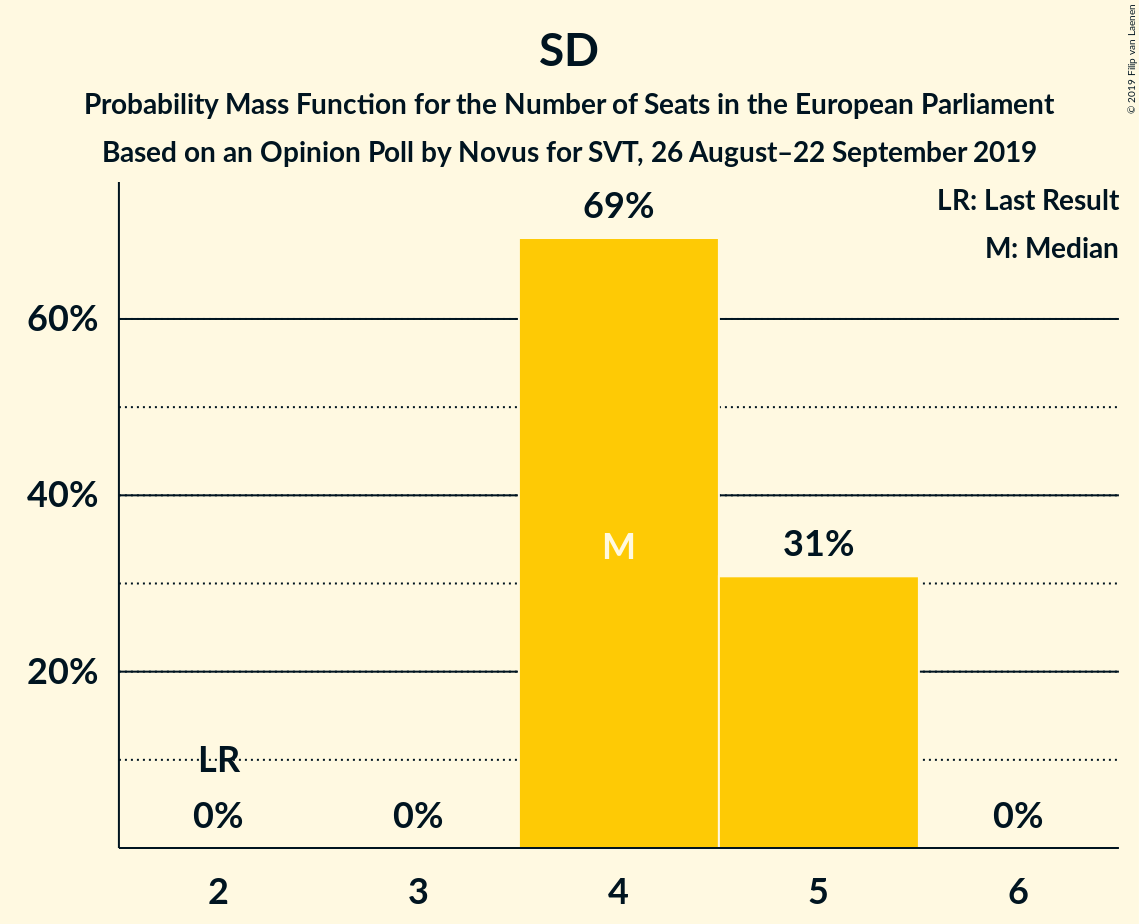 SD
Probability Mass Function for the Number of Seats in the European Parliament
Based on an Opinion Poll by Novus for SVT, 26 August–22 September 2019
© 2019 Filip van Laenen
LR: Last Result
M: Median
69%
60%
40%
M
31%
20%
LR
0%
0%
0%
2
3
4
5
6